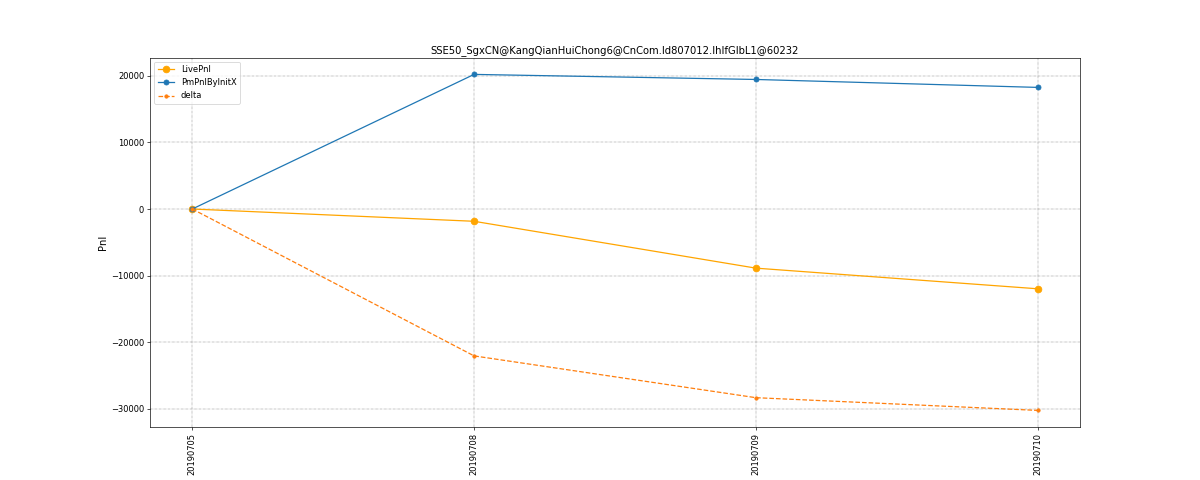 SSE50_SgxCN@KangQianHuiChong6@CnCom.Id807012.IhIfGlbL1@60232
LivePnl
PmPnlByInitX
delta
20000
10000
0
−10000
−20000
−30000
Pnl
20190705
20190708
20190709
20190710